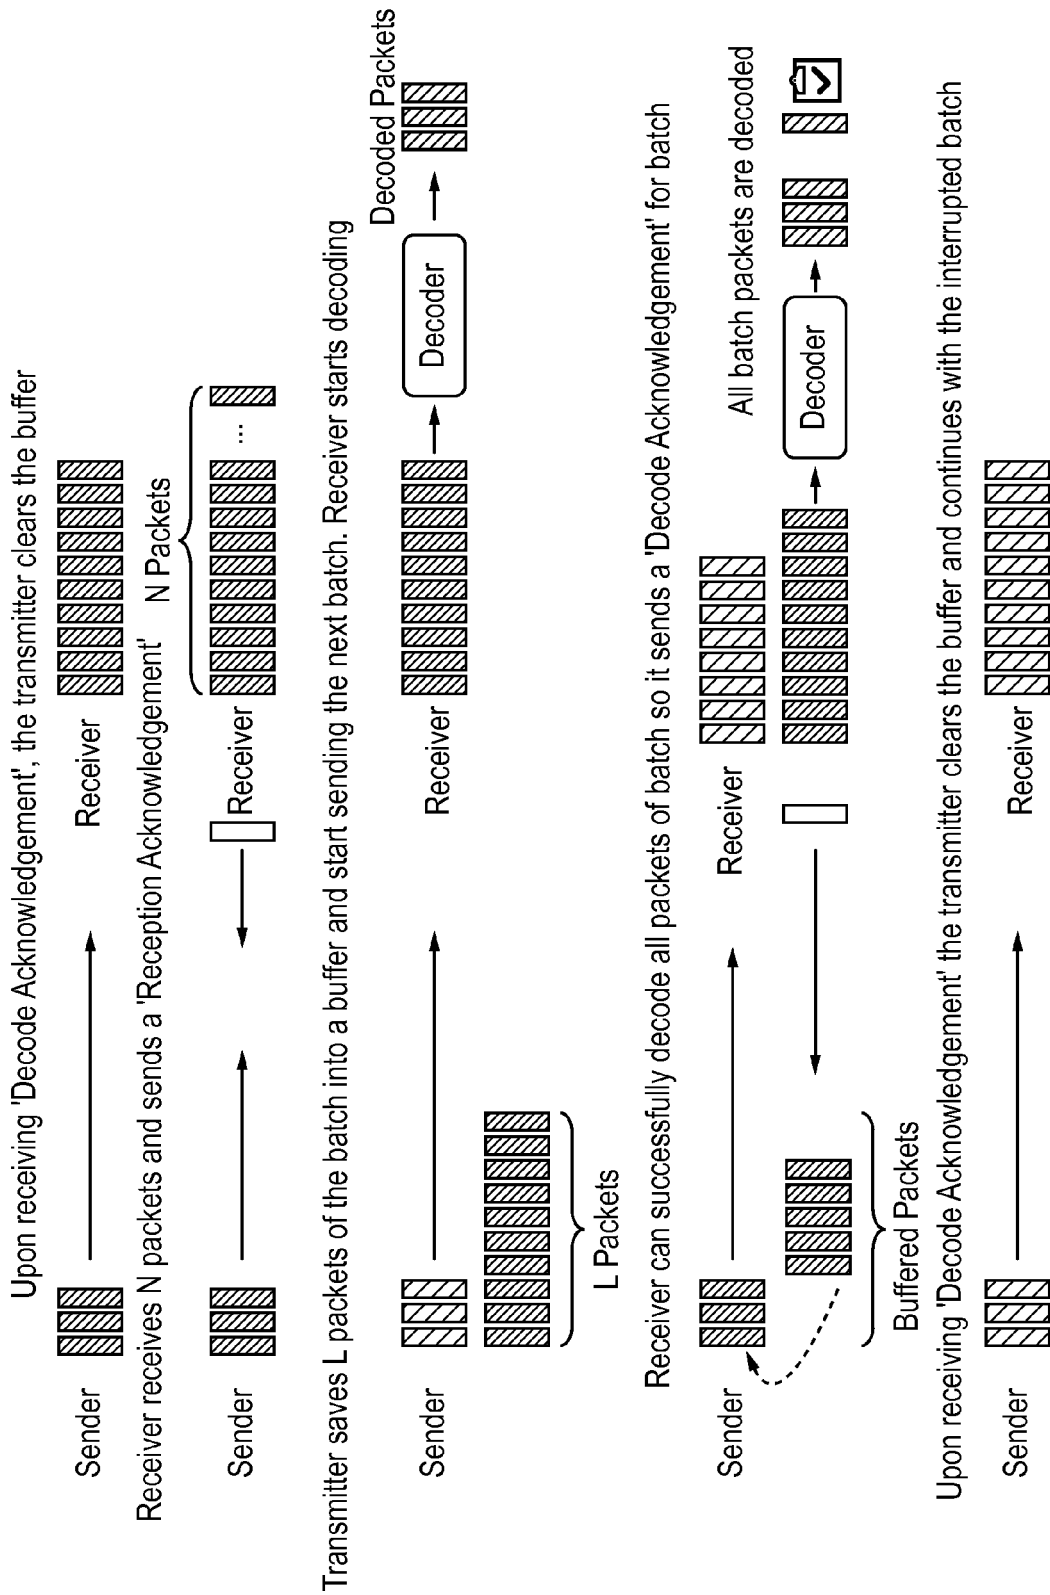 Upon receiving 'Decode Acknowledgement', the transmitter clears the buffer
Sender
Receiver
Receiver receives N packets and sends a 'Reception Acknowledgement'
N Packets
Sender
Receiver
...
Transmitter saves L packets of the batch into a buffer and start sending the next batch. Receiver starts decoding
Decoded Packets
Sender
Receiver
Decoder
L Packets
Receiver can successfully decode all packets of batch so it sends a 'Decode Acknowledgement' for batch
All batch packets are decoded
Sender
Receiver
Decoder
Buffered Packets
Upon receiving 'Decode Acknowledgement' the transmitter clears the buffer and continues with the interrupted batch
Sender
Receiver